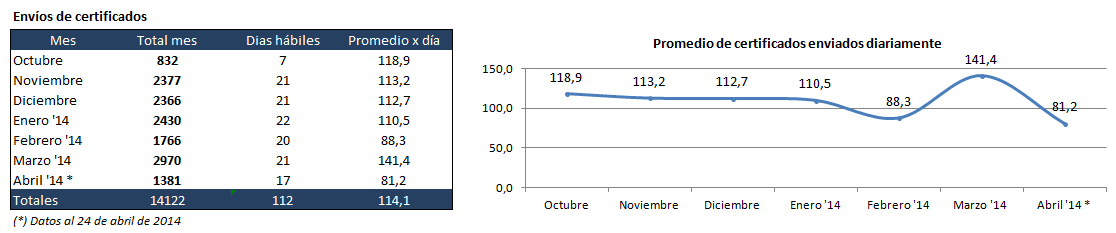 Envíos de certificados
Mes Total mes Dias hábiles Promedio x día
Octubre 832 7 118,9
Noviembre 2377 21 113,2
Diciembre 2366 21 112,7
Enero '14 2430 22 110,5
Febrero '14 1766 20 88,3
Marzo '14 2970 21 141,4
Abril '14 * 1381 17 81,2
Totales 14122 112 114,1
(*) Datos al 24 de abril de 2014
Promedio de certificados enviados diariamente
150,0
100,0
50,0
0,0
118,9 113,2 112,7 110,5 88,3 141,4 81,2
Octubre Noviembre Diciembre Enero '14 Febrero '14 Marzo '14 Abril '14 *